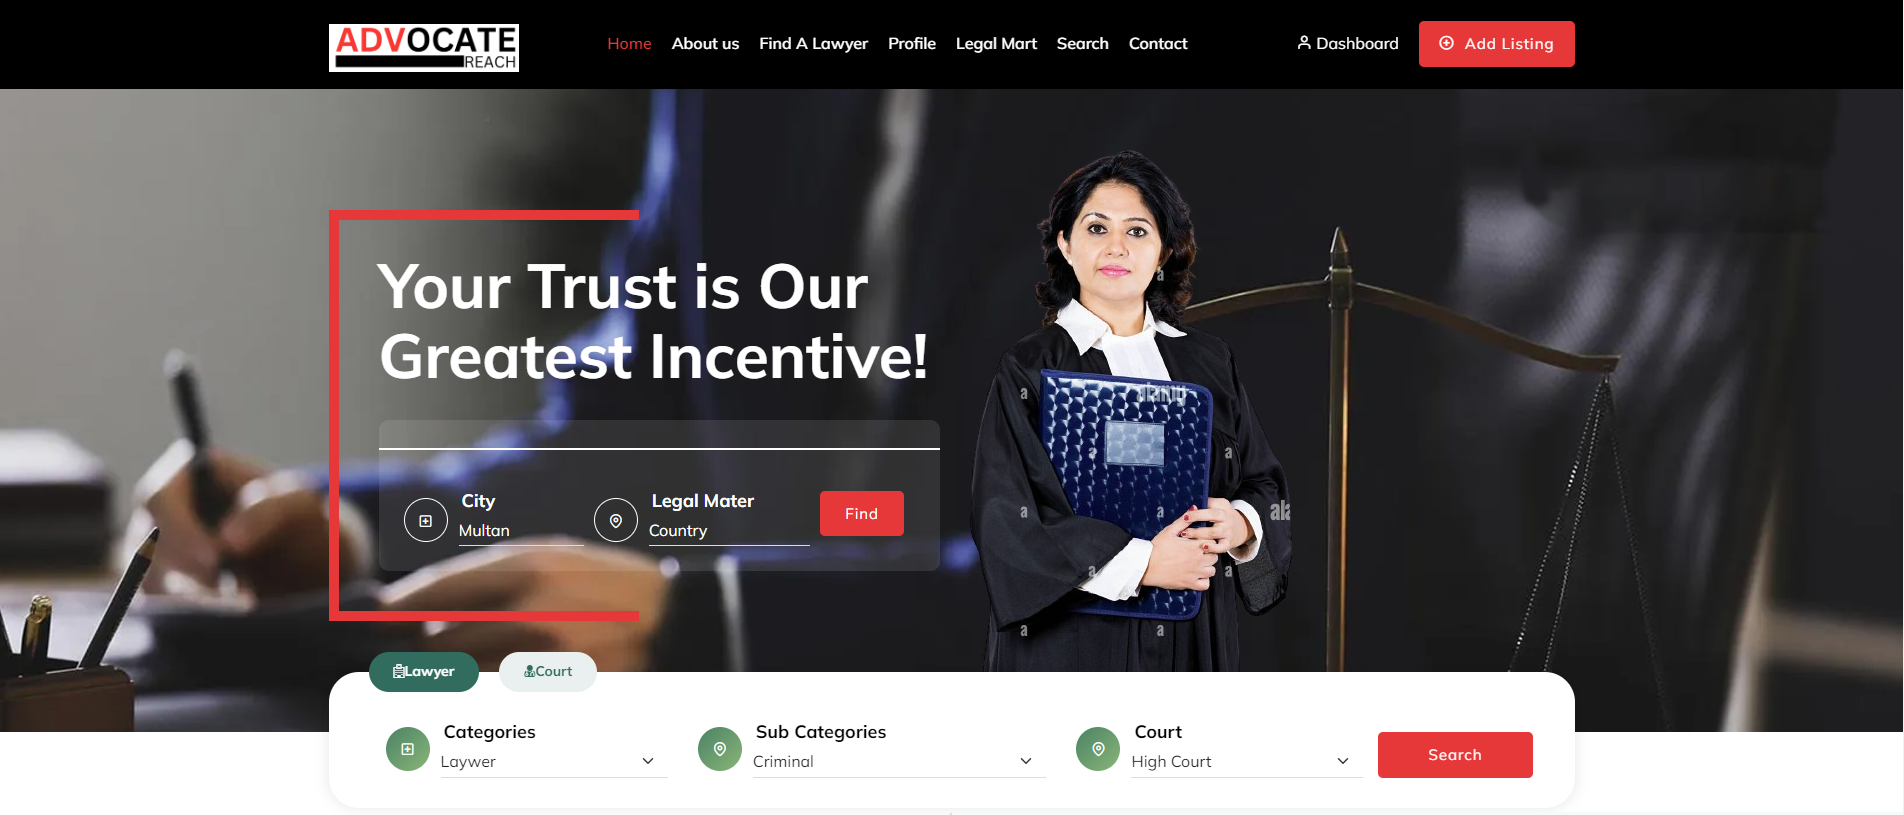 ADVOCATE
REACH
Home About us Find A Lawyer Profile Legal Mart Search Contact
Dashboard
Add Listing
Your Trust is Our
Greatest Incentive!
City
Multan
Legal Mater
Country
Find
a
a
alamy
a
a
a
a
ala
a
a
a
a
Lawyer
Court
Categories
Laywer
Sub Categories
Criminal
Court
High Court
Search